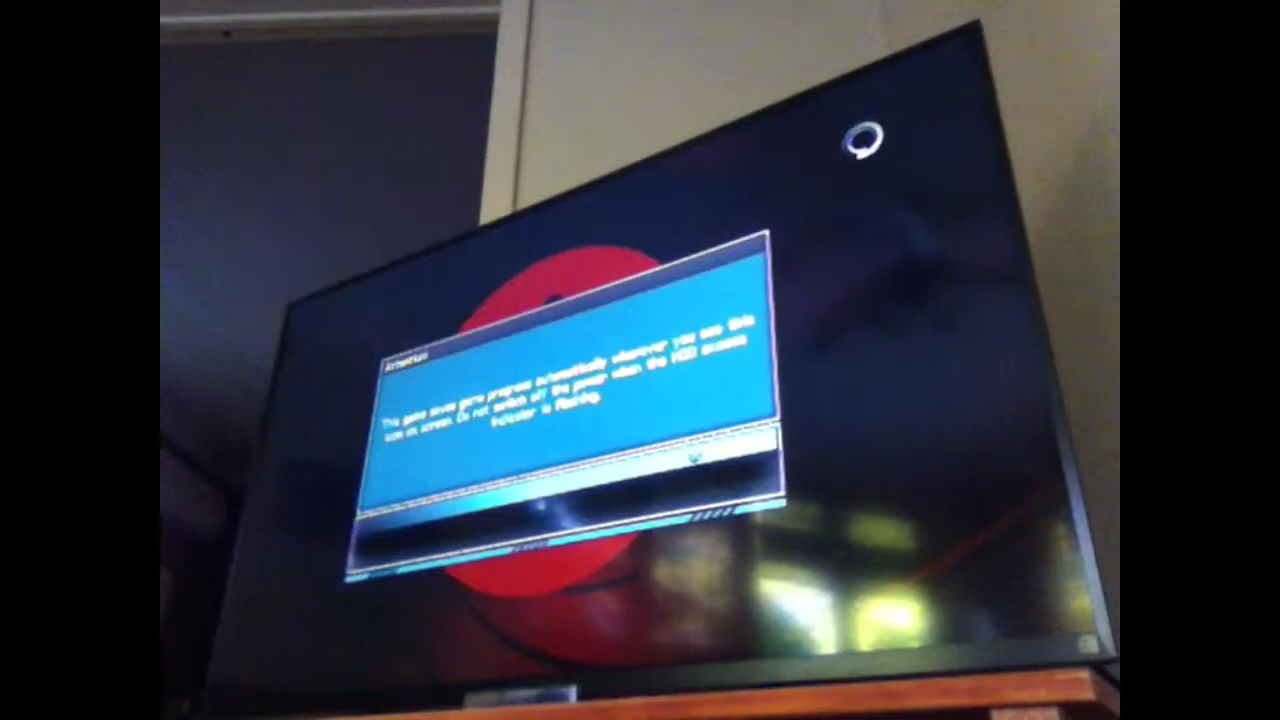 Attention
This game saves game progress automatically whenever you see this
icon on screen. Do not switch off the power when the HDD access
indicator is flashing.